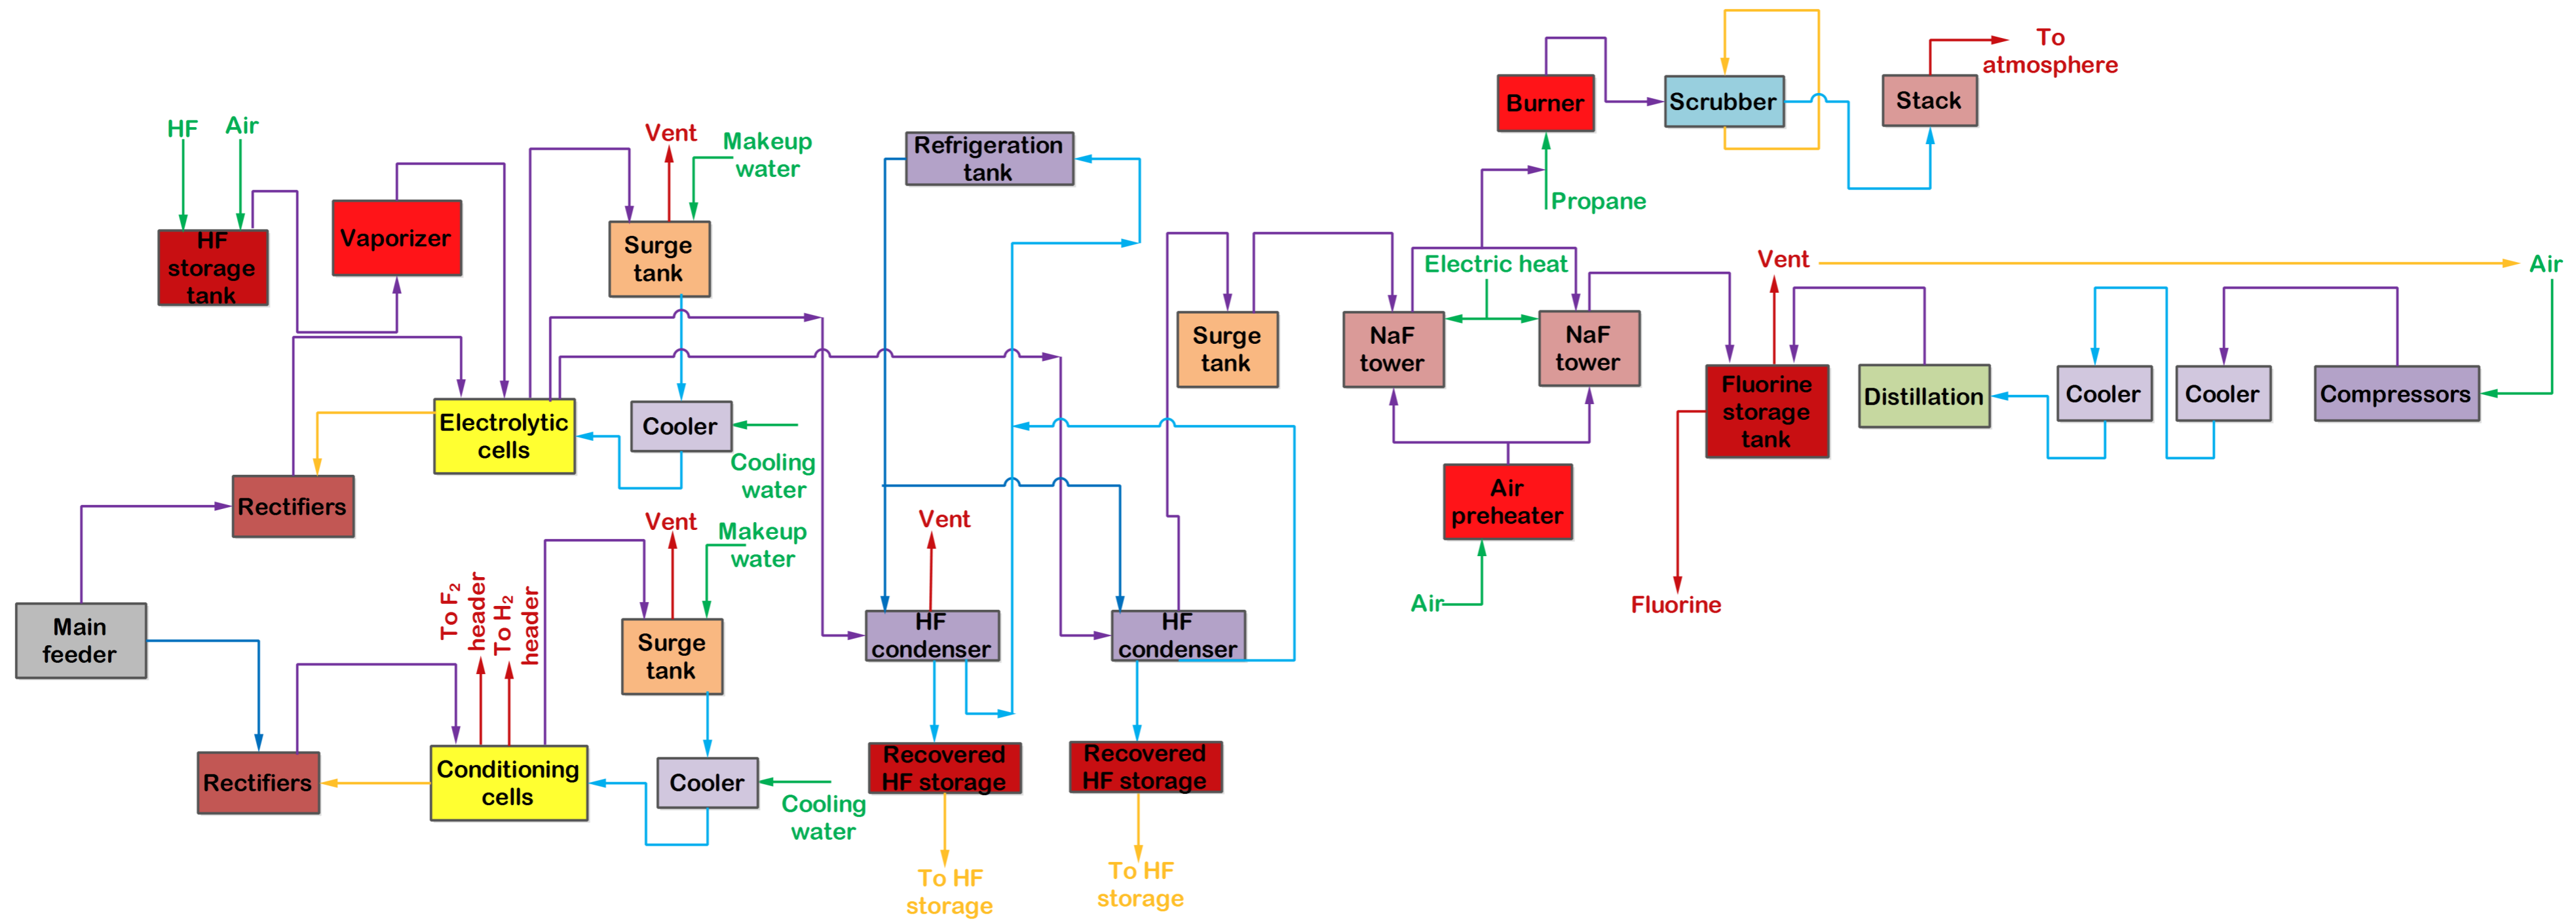 To
atmosphere
Burner
Scrubber
Stack
HF
Air
Vent
Makeup
water
Refrigeration
tank
Propane
HF
storage
tank
Vaporizer
Surge
tank
Electric heat
Vent
Air
Surge
tank
NaF
tower
NaF
tower
Fluorine
storage
tank
Distillation
Cooler
Cooler
Compressors
Electrolytic
cells
Cooler
Cooling
water
Rectifiers
Air
preheater
Vent
Makeup
water
Vent
Air
Fluorine
To F2
header
To H2
header
Main
feeder
Surge
tank
HF
condenser
HF
condenser
Rectifiers
Conditioning
cells
Cooler
Cooling
water
Recovered
HF storage
Recovered
HF storage
To HF
storage
To HF
storage